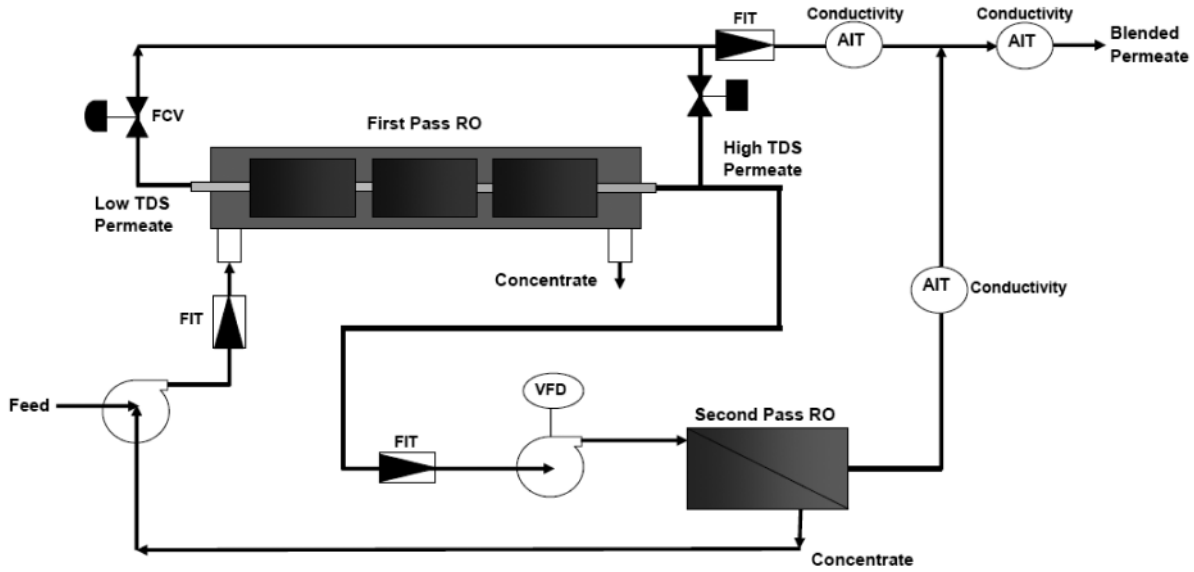 FIT
Conductivity
AIT
Conductivity
AIT
Blended
Permeate
FCV
First Pass RO
High TDS
Permeate
Low TDS
Permeate
Concentrate
FIT
AIT
Conductivity
Feed
VFD
FIT
Second Pass RO
Concentrate